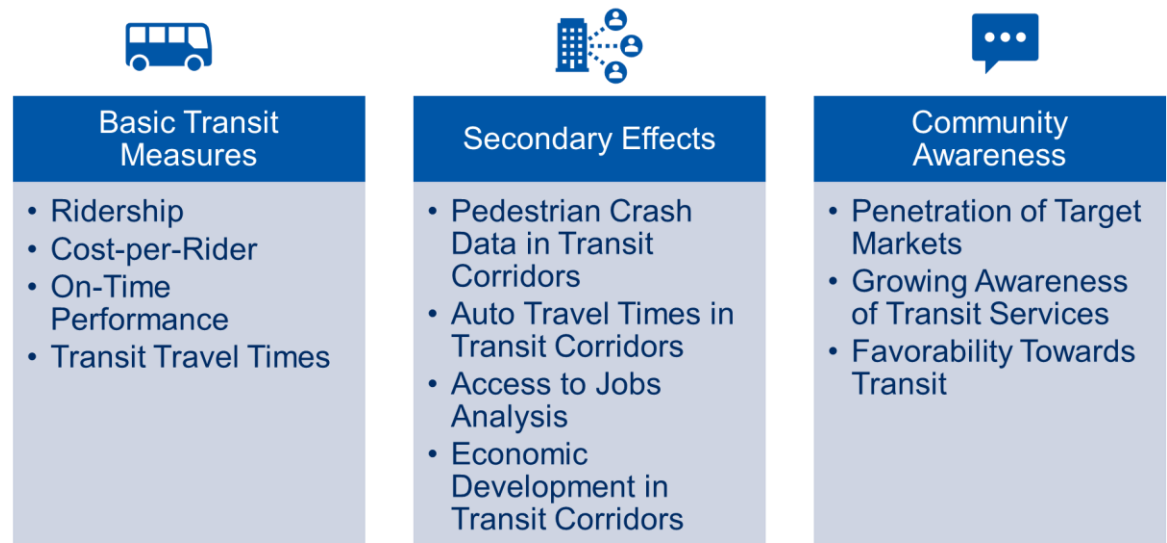 Basic Transit
Measures
• Ridership
• Cost-per-Rider
• On-Time
Performance
• Transit Travel Times
Secondary Effects
• Pedestrian Crash
Data in Transit
Corridors
• Auto Travel Times in
Transit Corridors
• Access to Jobs
Analysis
• Economic
Development in
Transit Corridors
Community
Awareness
• Penetration of Target
Markets
• Growing Awareness
of Transit Services
• Favorability Towards
Transit